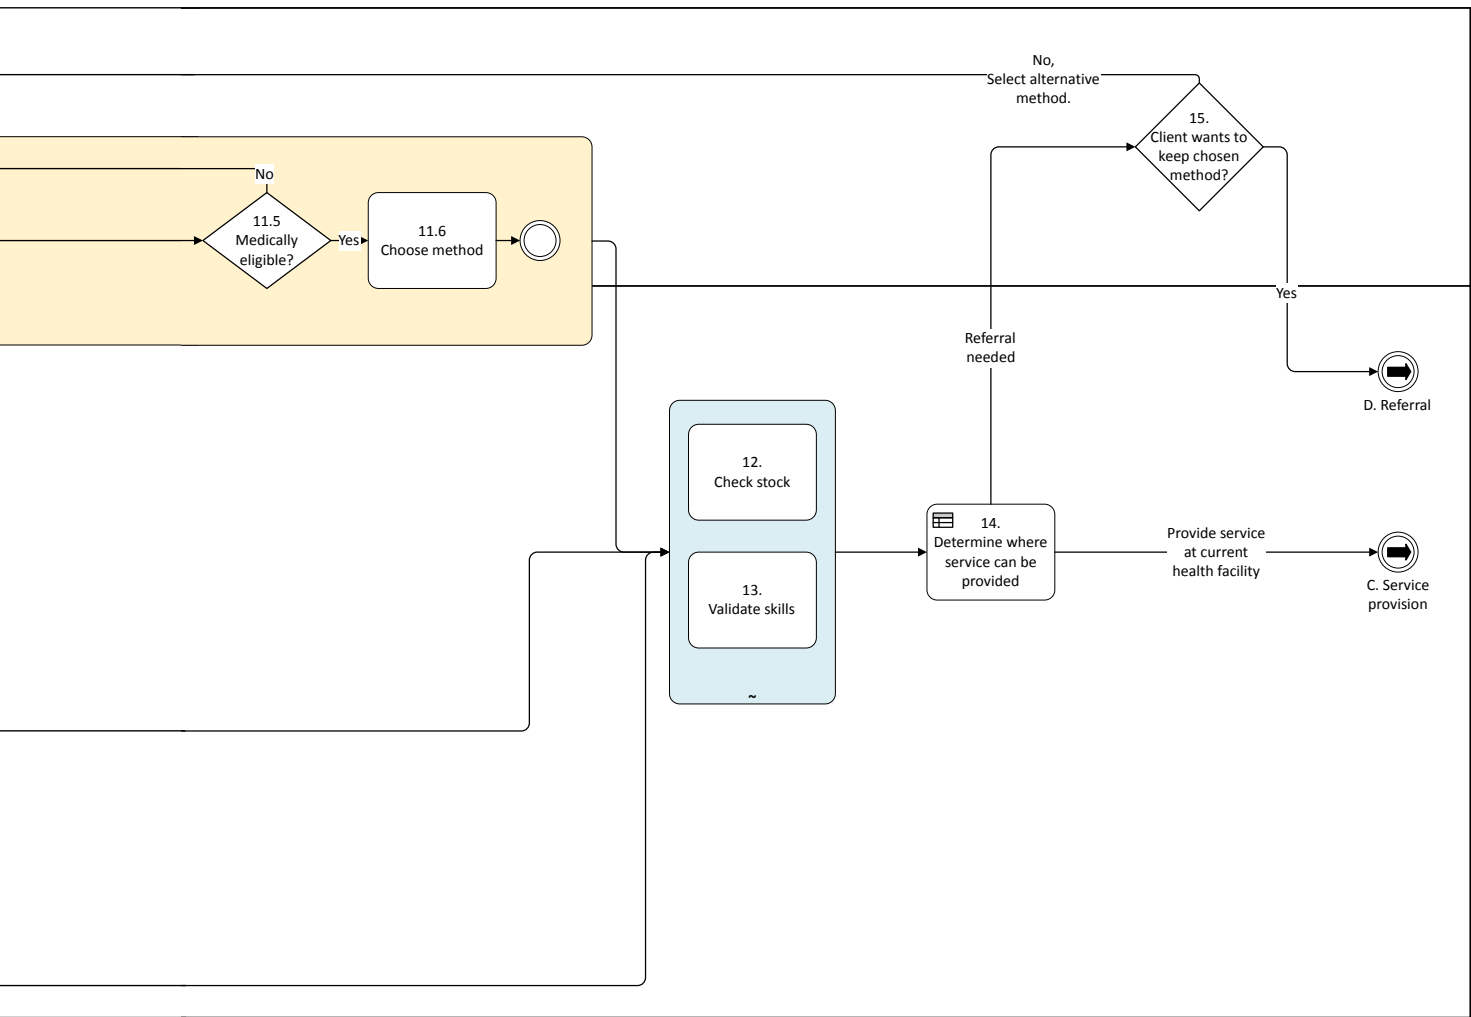 No,
Select alternative
method.
15.
Client wants to
keep chosen
method?
No
11.5
Medically
eligible?
Yes
11.6
Choose method
Yes
Referral
needed
D. Referral
12.
Check stock
14.
Determine where
service can be
provided
Provide service
at current
health facility
13.
Validate skills
C. Service
provision
~